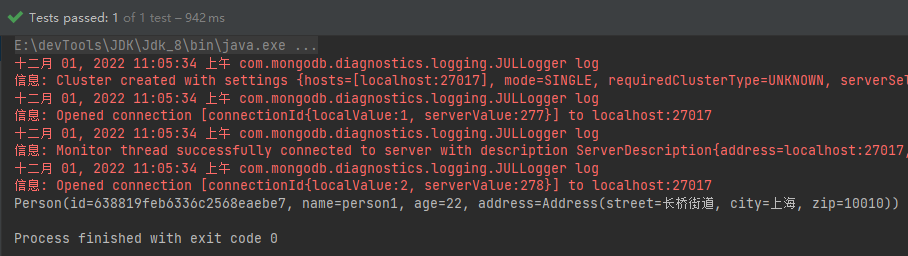 Tests passed: 1 of 1 test – 942 ms
E:\devTools\JDK\Jdk_8\bin\java.exe ...
十二月 01, 2022 11:05:34 上午 com.mongodb.diagnostics.logging.JULLogger log
信息: Cluster created with settings {hosts=[localhost:27017], mode=SINGLE, requiredClusterType=UNKNOWN, serverSel
十二月 01, 2022 11:05:34 上午 com.mongodb.diagnostics.logging.JULLogger log
信息: Opened connection [connectionId{localValue:1, serverValue:277}] to localhost:27017
十二月 01, 2022 11:05:34 上午 com.mongodb.diagnostics.logging.JULLogger log
信息: Monitor thread successfully connected to server with description ServerDescription{address=localhost:27017,
十二月 01, 2022 11:05:34 上午 com.mongodb.diagnostics.logging.JULLogger log
信息: Opened connection [connectionId{localValue:2, serverValue:278}] to localhost:27017
Person(id=638819feb6336c2568eaebe7, name=person1, age=22, address=Address(street=长桥街道, city=上海, zip=10010))
Process finished with exit code 0